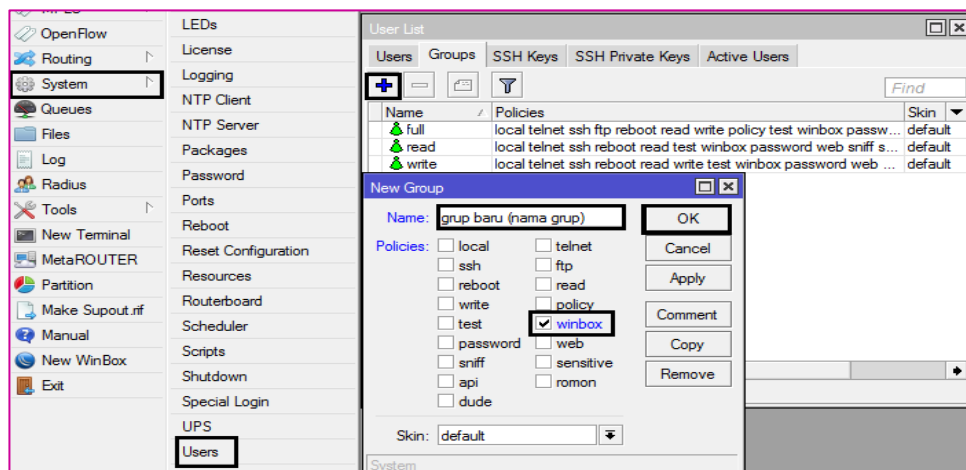 MPLS
OpenFlow
Routing
System
Queues
Files
Log
Radius
Tools
New Terminal
MetaROUTER
Partition
Make Supout.rif
Manual
New WinBox
Exit
LEDs
License
Logging
NTP Client
NTP Server
Packages
Password
Ports
Reboot
Reset Configuration
Resources
Routerboard
Scheduler
Scripts
Shutdown
Special Login
UPS
Users
User List
Users Groups SSH Keys SSH Private Keys Active Users
Find
Name Policies Skin
full local telnet ssh ftp reboot read write policy test winbox passw... default
read local telnet ssh reboot read test winbox password web sniff s... default
write local telnet ssh reboot read write test winbox password web ... default
New Group
Name: grup baru (nama grup) OK
Policies: local telnet Cancel
ssh ftp
reboot read Apply
write policy
test winbox Comment
password web Copy
sniff sensitive
api romon Remove
dude
Skin: default
System